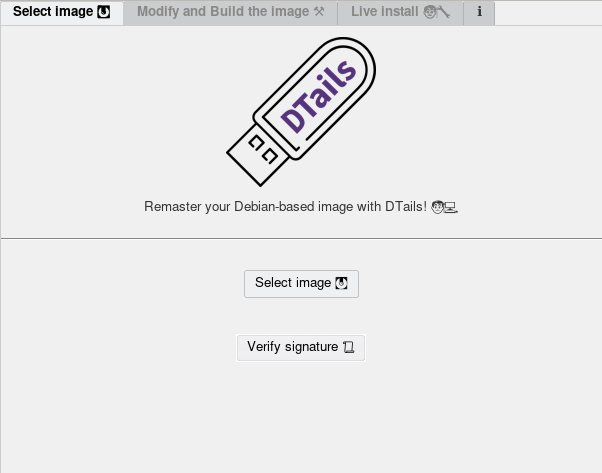 Select image
Modify and Build the image ⚒
Live install
ℹ
DTails
Remaster your Debian-based image with DTails!
Select image
Verify signature